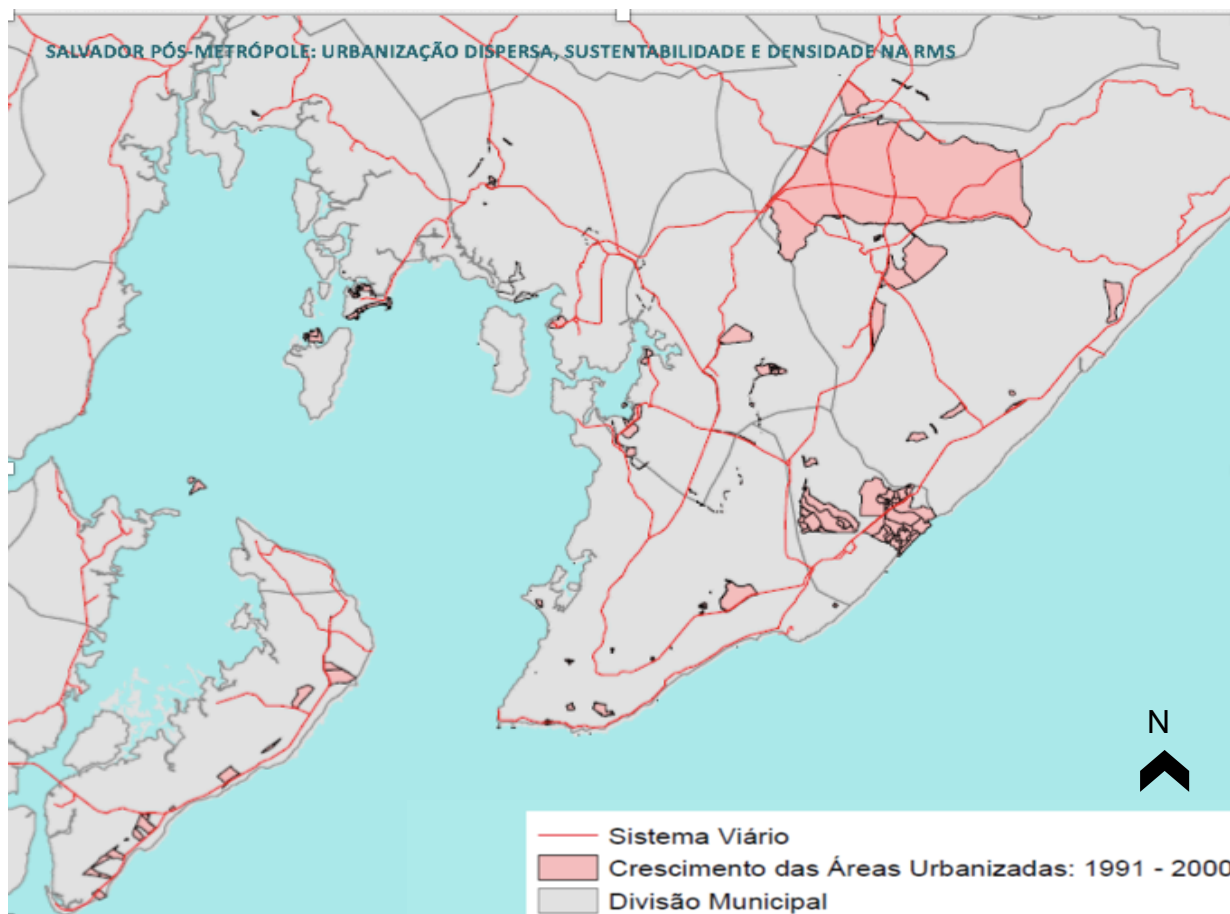 SALVADOR PÓS-METRÓPOLE: URBANIZAÇÃO DISPERSA, SUSTENTABILIDADE E DENSIDADE NA RMS
N
Sistema Viário
Crescimento das Áreas Urbanizadas: 1991 - 2000
Divisão Municipal